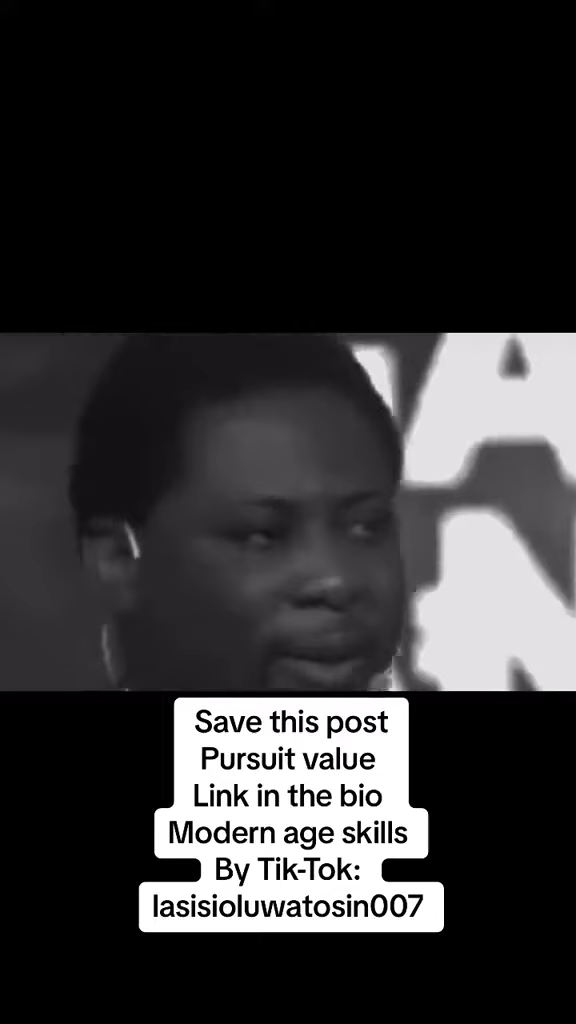 Save this post
Pursuit value
Link in the bio
Modern age skills
By Tik-Tok:
lasisioluwatosin007